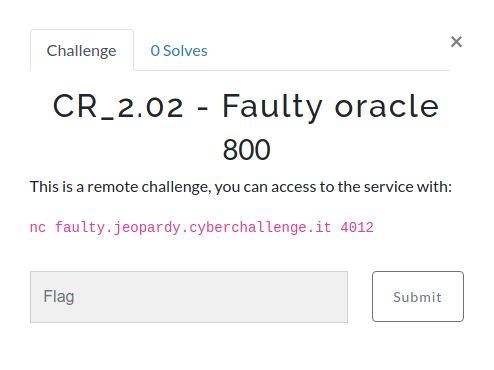 Challenge
0 Solves
×
CR_2.02 - Faulty oracle
800
This is a remote challenge, you can access to the service with:
nc faulty.jeopardy.cyberchallenge.it 4012
Flag
Submit